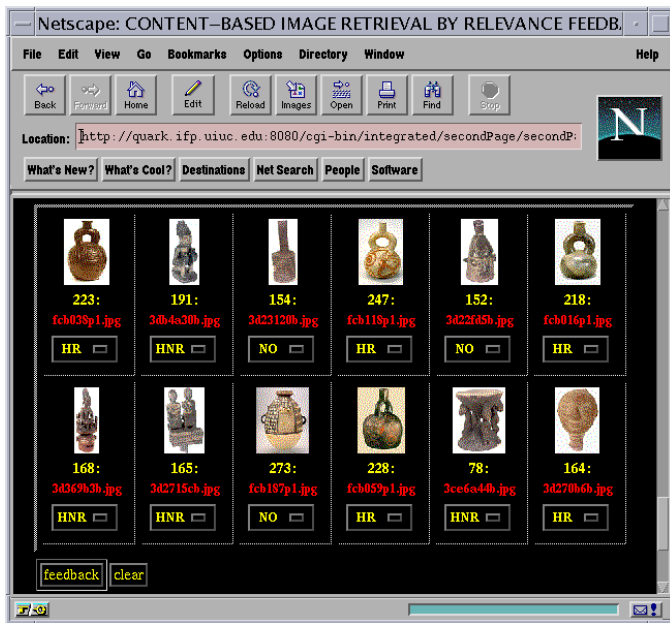 Netscape: CONTENT-BASED IMAGE RETRIEVAL BY RELEVANCE FEEDB
File Edit View Go Bookmarks Options Directory Window Help
Back Forward Home Edit Reload Images Open Print Find Stop
Location: http://quark.ifp.uiuc.edu:8080/cgi-bin/integrated/secondPage/secondPa
N
What's New? What's Cool? Destinations Net Search People Software
223: 191: 154: 247: 152: 218:
fcb038p1.jpg 3db4a30b.jpg 3d23120b.jpg fcb118p1.jpg 3d22fd5b.jpg fcb016p1.jpg
HR HNR NO HR NO HR
168: 165: 273: 228: 78: 164:
3d369b3b.jpg 3d2715cb.jpg fcb187p1.jpg fcb059p1.jpg 3ce6a44b.jpg 3d270b6b.jpg
HNR HNR NO HR HNR HR
feedback clear